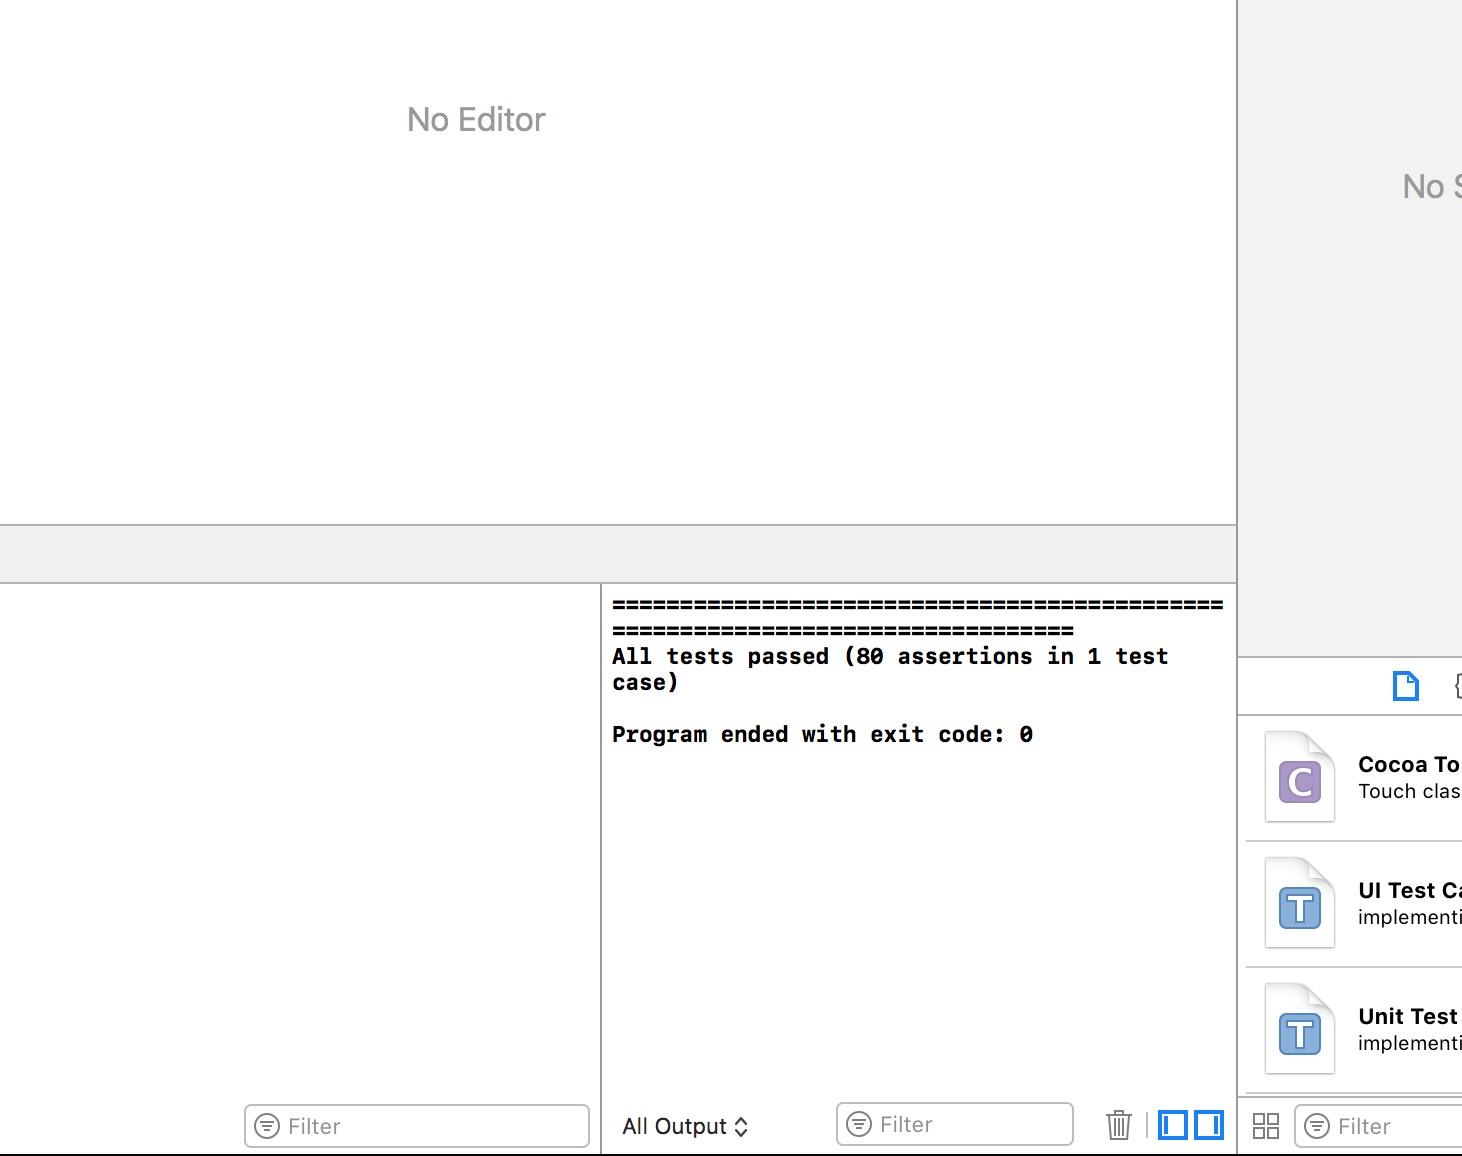 No Editor
No S
=============================================
==================================
All tests passed (80 assertions in 1 test
case)
Program ended with exit code: 0
C
Cocoa To
Touch clas
T
UI Test Ca
implementi
T
Unit Test
implementi
Filter
All Output
Filter
Filter